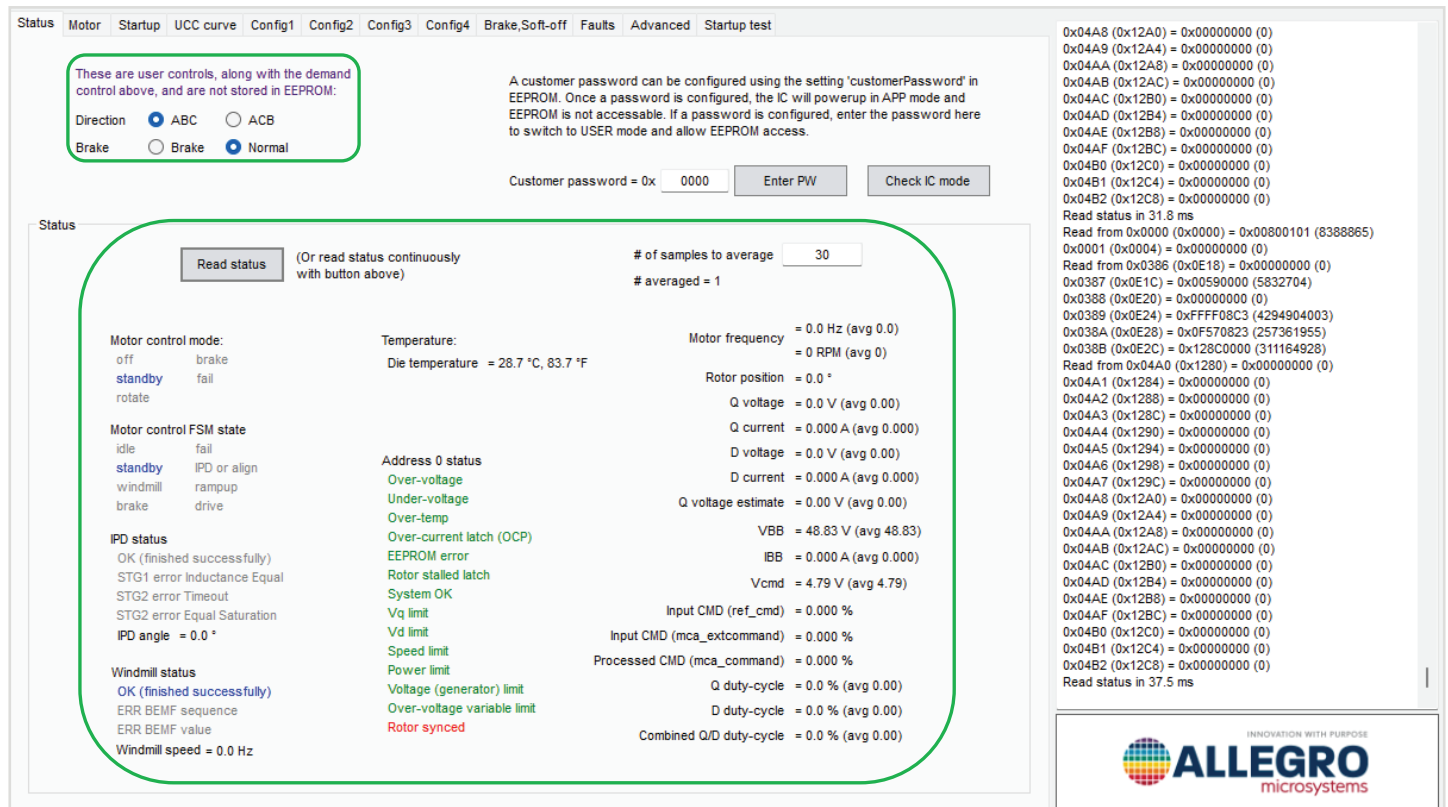 Status Motor Startup UCC curve Config1 Config2 Config3 Config4 Brake,Soft-off Faults Advanced Startup test
These are user controls, along with the demand
control above, and are not stored in EEPROM:
Direction ABC ACB
Brake Brake Normal
A customer password can be configured using the setting 'customerPassword' in
EEPROM. Once a password is configured, the IC will powerup in APP mode and
EEPROM is not accessable. If a password is configured, enter the password here
to switch to USER mode and allow EEPROM access.
Customer password = 0x 0000 Enter PW Check IC mode
Status
Read status
(Or read status continuously
with button above)
# of samples to average 30
# averaged = 1
Motor control mode:
off brake
standby fail
rotate
Motor control FSM state
idle fail
standby IPD or align
windmill rampup
brake drive
IPD status
OK (finished successfully)
STG1 error Inductance Equal
STG2 error Timeout
STG2 error Equal Saturation
IPD angle = 0.0 °
Windmill status
OK (finished successfully)
ERR BEMF sequence
ERR BEMF value
Windmill speed = 0.0 Hz
Temperature:
Die temperature = 28.7 °C, 83.7 °F
Address 0 status
Over-voltage
Under-voltage
Over-temp
Over-current latch (OCP)
EEPROM error
Rotor stalled latch
System OK
Vq limit
Vd limit
Speed limit
Power limit
Voltage (generator) limit
Over-voltage variable limit
Rotor synced
Motor frequency = 0.0 Hz (avg 0.0)
= 0 RPM (avg 0)
Rotor position = 0.0 °
Q voltage = 0.0 V (avg 0.00)
Q current = 0.000 A (avg 0.000)
D voltage = 0.0 V (avg 0.00)
D current = 0.000 A (avg 0.000)
Q voltage estimate = 0.00 V (avg 0.00)
VBB = 48.83 V (avg 48.83)
IBB = 0.000 A (avg 0.000)
Vcmd = 4.79 V (avg 4.79)
Input CMD (ref_cmd) = 0.000 %
Input CMD (mca_extcommand) = 0.000 %
Processed CMD (mca_command) = 0.000 %
Q duty-cycle = 0.0 % (avg 0.00)
D duty-cycle = 0.0 % (avg 0.00)
Combined Q/D duty-cycle = 0.0 % (avg 0.00)
0x04A8 (0x12A0) = 0x00000000 (0)
0x04A9 (0x12A4) = 0x00000000 (0)
0x04AA (0x12A8) = 0x00000000 (0)
0x04AB (0x12AC) = 0x00000000 (0)
0x04AC (0x12B0) = 0x00000000 (0)
0x04AD (0x12B4) = 0x00000000 (0)
0x04AE (0x12B8) = 0x00000000 (0)
0x04AF (0x12BC) = 0x00000000 (0)
0x04B0 (0x12C0) = 0x00000000 (0)
0x04B1 (0x12C4) = 0x00000000 (0)
0x04B2 (0x12C8) = 0x00000000 (0)
Read status in 31.8 ms
Read from 0x0000 (0x0000) = 0x00800101 (8388865)
0x0001 (0x0004) = 0x00000000 (0)
Read from 0x0386 (0x0E18) = 0x00000000 (0)
0x0387 (0x0E1C) = 0x00590000 (5832704)
0x0388 (0x0E20) = 0x00000000 (0)
0x0389 (0x0E24) = 0xFFFF08C3 (4294904003)
0x038A (0x0E28) = 0x0F570823 (257361955)
0x038B (0x0E2C) = 0x128C0000 (311164928)
Read from 0x04A0 (0x1280) = 0x00000000 (0)
0x04A1 (0x1284) = 0x00000000 (0)
0x04A2 (0x1288) = 0x00000000 (0)
0x04A3 (0x128C) = 0x00000000 (0)
0x04A4 (0x1290) = 0x00000000 (0)
0x04A5 (0x1294) = 0x00000000 (0)
0x04A6 (0x1298) = 0x00000000 (0)
0x04A7 (0x129C) = 0x00000000 (0)
0x04A8 (0x12A0) = 0x00000000 (0)
0x04A9 (0x12A4) = 0x00000000 (0)
0x04AA (0x12A8) = 0x00000000 (0)
0x04AB (0x12AC) = 0x00000000 (0)
0x04AC (0x12B0) = 0x00000000 (0)
0x04AD (0x12B4) = 0x00000000 (0)
0x04AE (0x12B8) = 0x00000000 (0)
0x04AF (0x12BC) = 0x00000000 (0)
0x04B0 (0x12C0) = 0x00000000 (0)
0x04B1 (0x12C4) = 0x00000000 (0)
0x04B2 (0x12C8) = 0x00000000 (0)
Read status in 37.5 ms
INNOVATION WITH PURPOSE
ALLEGRO
microsystems